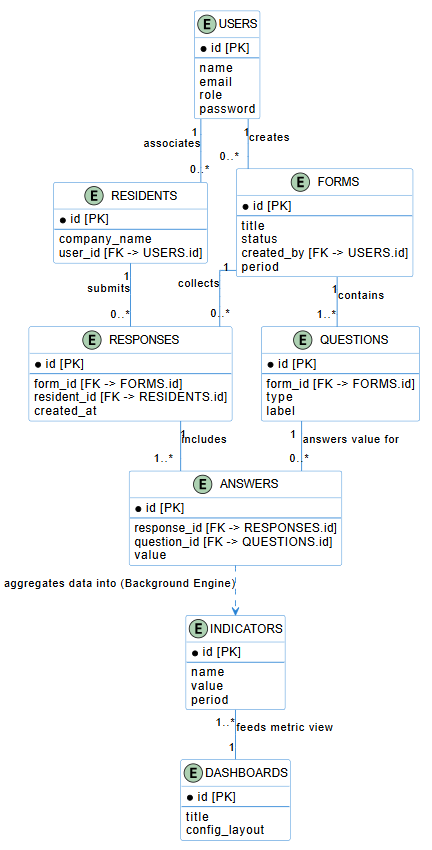 E USERS
id [PK]
name
email
role
password
1 1
associates creates
0..* 0..*
E RESIDENTS
id [PK]
company_name
user_id [FK -> USERS.id]
E FORMS
id [PK]
title
status
created_by [FK -> USERS.id]
period
1 1 1
submits collects contains
0..* 0..* 1..*
E RESPONSES
id [PK]
form_id [FK -> FORMS.id]
resident_id [FK -> RESIDENTS.id]
created_at
E QUESTIONS
id [PK]
form_id [FK -> FORMS.id]
type
label
1 1
includes answers value for
1..* 0..*
E ANSWERS
id [PK]
response_id [FK -> RESPONSES.id]
question_id [FK -> QUESTIONS.id]
value
aggregates data into (Background Engine)
E INDICATORS
id [PK]
name
value
period
1..*
feeds metric view
1
E DASHBOARDS
id [PK]
title
config_layout